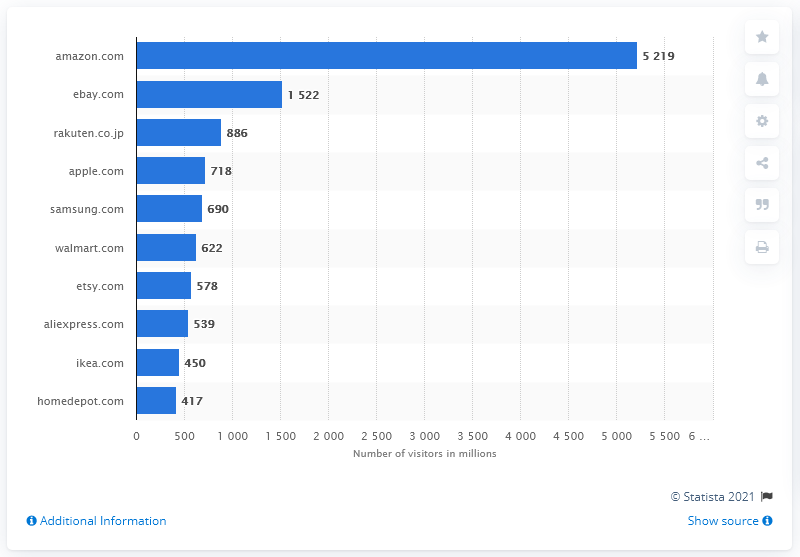 amazon.com 5 219
ebay.com 1 522
rakuten.co.jp 886
apple.com 718
samsung.com 690
walmart.com 622
etsy.com 578
aliexpress.com 539
ikea.com 450
homedepot.com 417
0 500 1 000 1 500 2 000 2 500 3 000 3 500 4 000 4 500 5 000 5 500 6 ...
Number of visitors in millions
© Statista 2021
Additional Information Show source